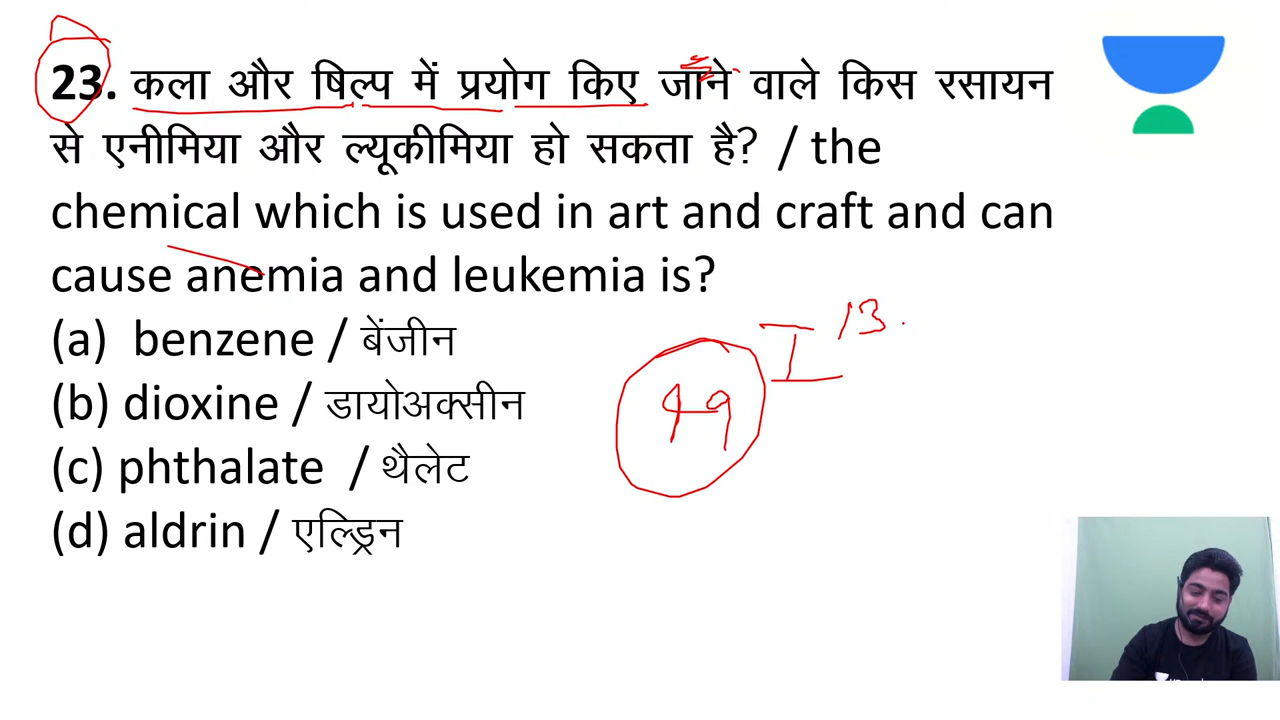 23. कला और षिल्प में प्रयोग किए जाने वाले किस रसायन
से एनीमिया और ल्यूकीमिया हो सकता है? / the
chemical which is used in art and craft and can
cause anemia and leukemia is?
(a) benzene / बेंजीन
(b) dioxine / डायोअक्सीन
(c) phthalate / थैलेट
(d) aldrin / एल्ड्रिन
I 13.